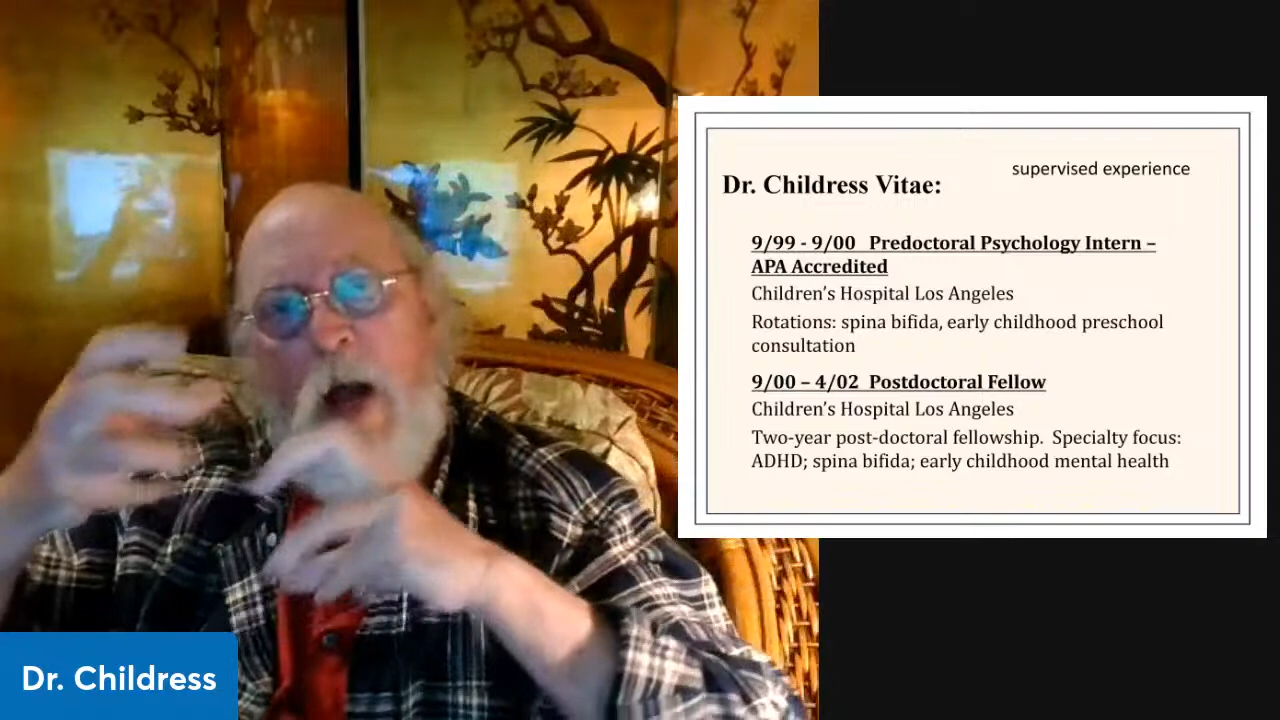 supervised experience
Dr. Childress Vitae:
9/99 - 9/00 Predoctoral Psychology Intern –
APA Accredited
Children’s Hospital Los Angeles
Rotations: spina bifida, early childhood preschool
consultation
9/00 – 4/02 Postdoctoral Fellow
Children’s Hospital Los Angeles
Two-year post-doctoral fellowship. Specialty focus:
ADHD; spina bifida; early childhood mental health
Dr. Childress